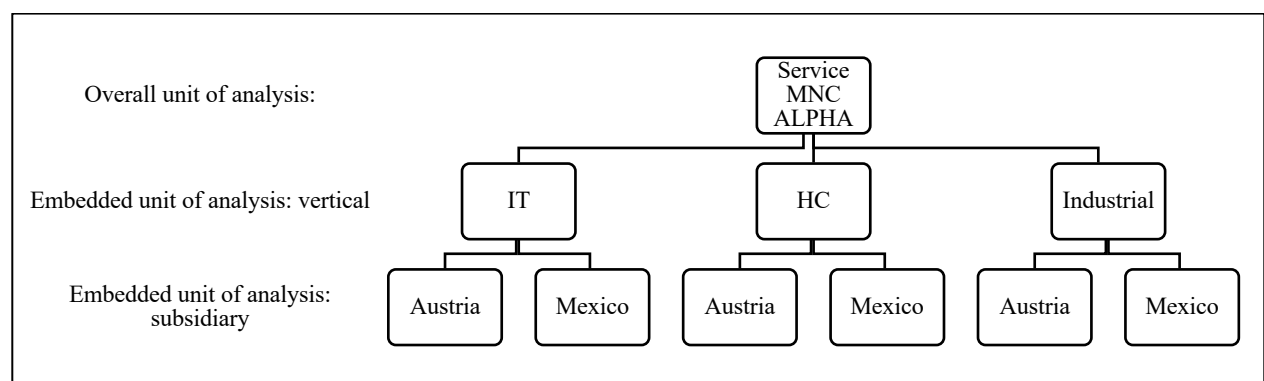 Overall unit of analysis:
Service
MNC
ALPHA
Embedded unit of analysis: vertical
IT
HC
Industrial
Embedded unit of analysis:
subsidiary
Austria
Mexico
Austria
Mexico
Austria
Mexico